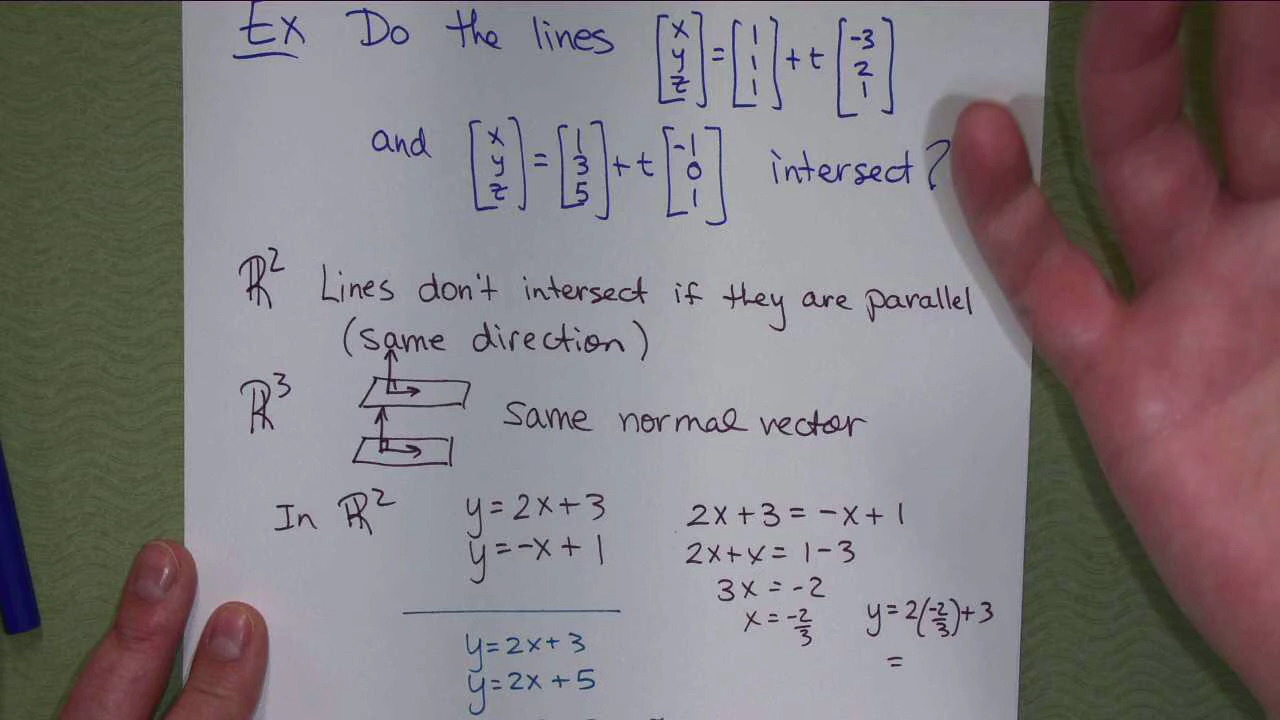 Ex Do the lines [x y z] = [1 1 1] + t [-3 2 1]
and [x y z] = [1 3 5] + t [-1 0 1] intersect?
ℝ² Lines don't intersect if they are parallel
(same direction)
ℝ³ same normal vector
In ℝ² y = 2x + 3
y = -x + 1
2x + 3 = -x + 1
2x + x = 1 - 3
3x = -2
x = -2/3
y = 2(-2/3) + 3
=
y = 2x + 3
y = 2x + 5